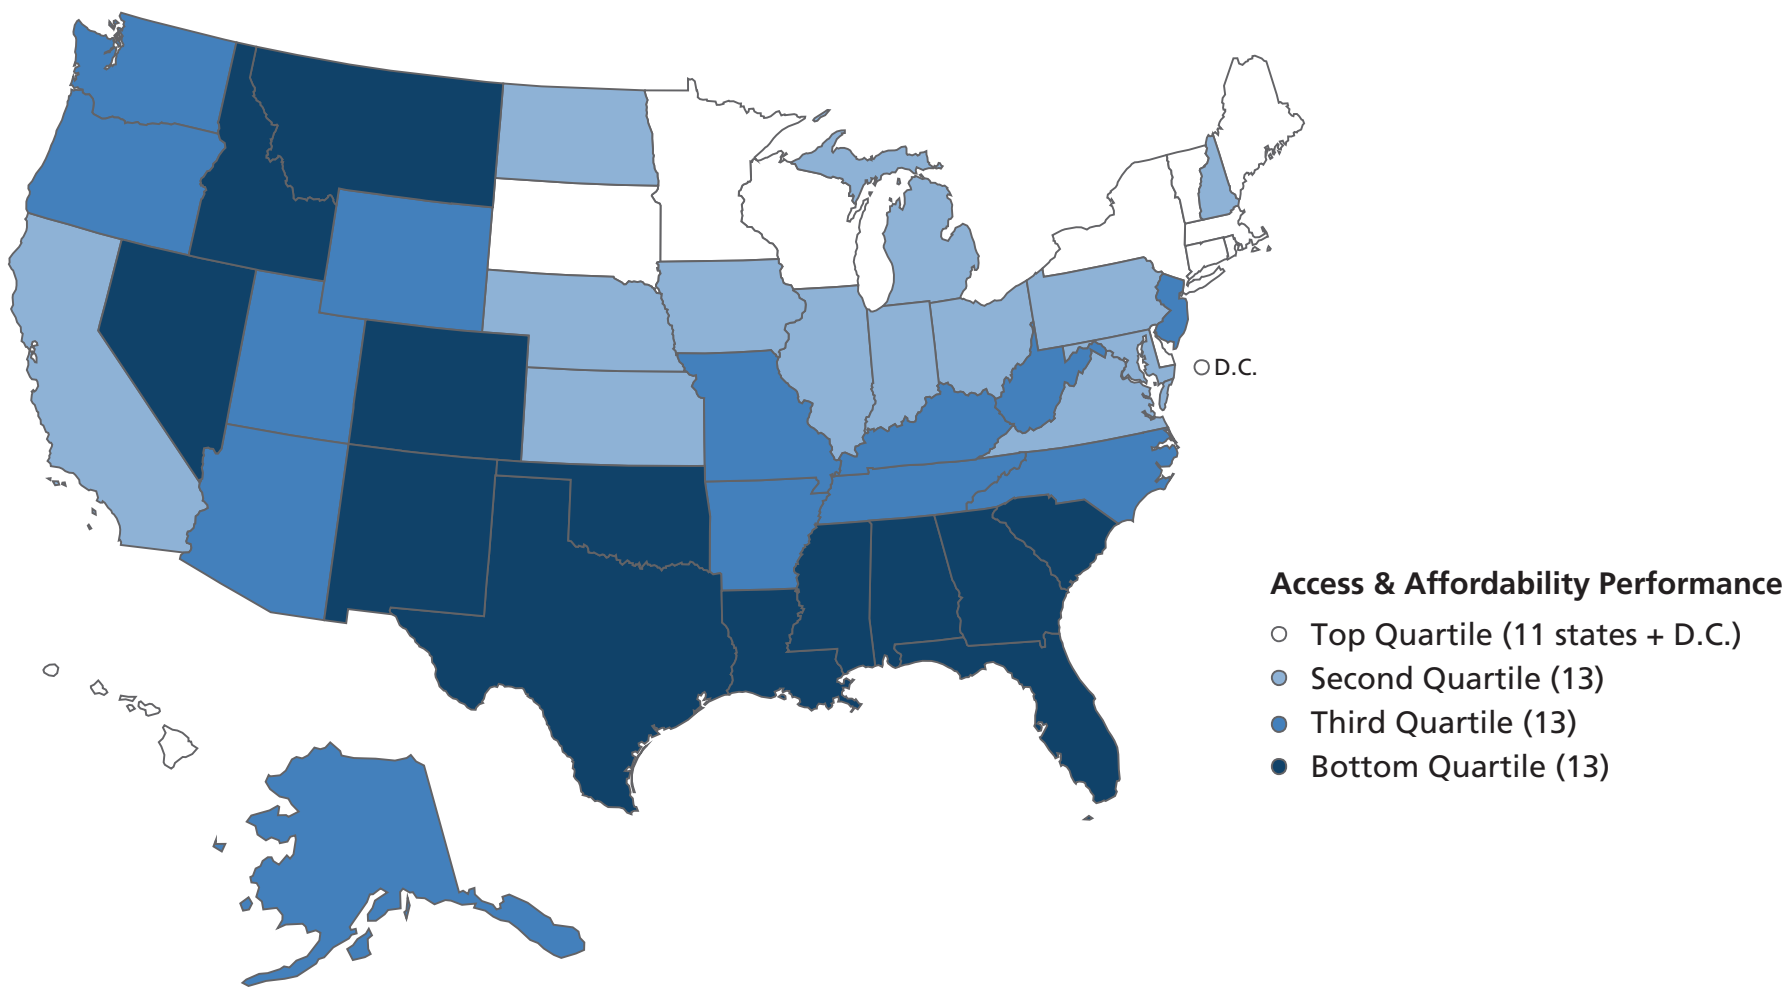 D.C.
Access & Affordability Performance
Top Quartile (11 states + D.C.)
Second Quartile (13)
Third Quartile (13)
Bottom Quartile (13)